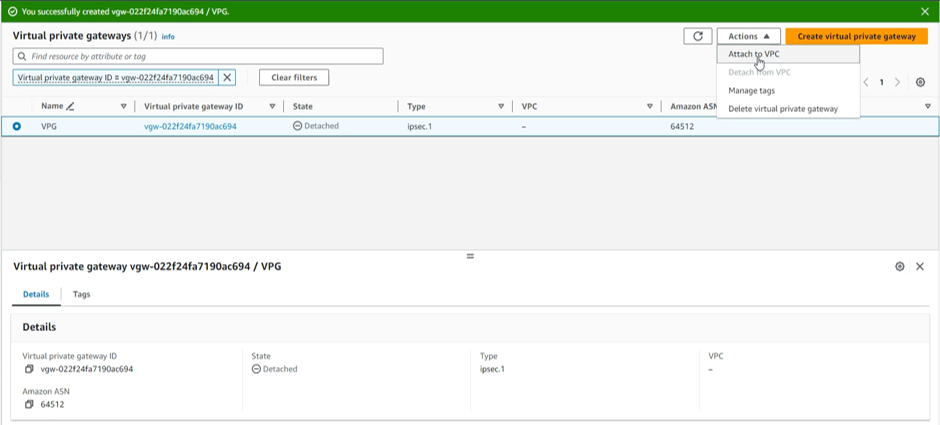 You successfully created vgw-022f24fa7190ac694 / VPG.
Virtual private gateways (1/1) Info
Actions
Create virtual private gateway
Find resource by attribute or tag
Attach to VPC
Detach from VPC
Manage tags
Delete virtual private gateway
Virtual private gateway ID = vgw-022f24fa7190ac694
Clear filters
1
Name Virtual private gateway ID State Type VPC Amazon ASN
VPG vgw-022f24fa7190ac694 Detached ipsec.1 – 64512
Virtual private gateway vgw-022f24fa7190ac694 / VPG
Details Tags
Details
Virtual private gateway ID State Type VPC
vgw-022f24fa7190ac694 Detached ipsec.1 –
Amazon ASN
64512